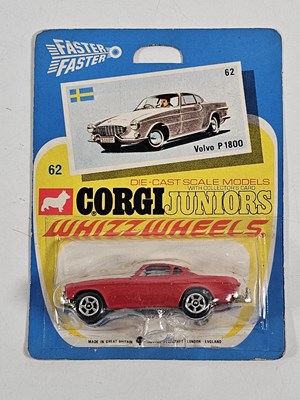 FASTER
FASTER
62
Volvo P1800
62
DIE-CAST SCALE MODELS
WITH COLLECTOR'S CARD
CORGI JUNIORS
WHIZZWHEELS
MADE IN GREAT BRITAIN
LONDON · ENGLAND